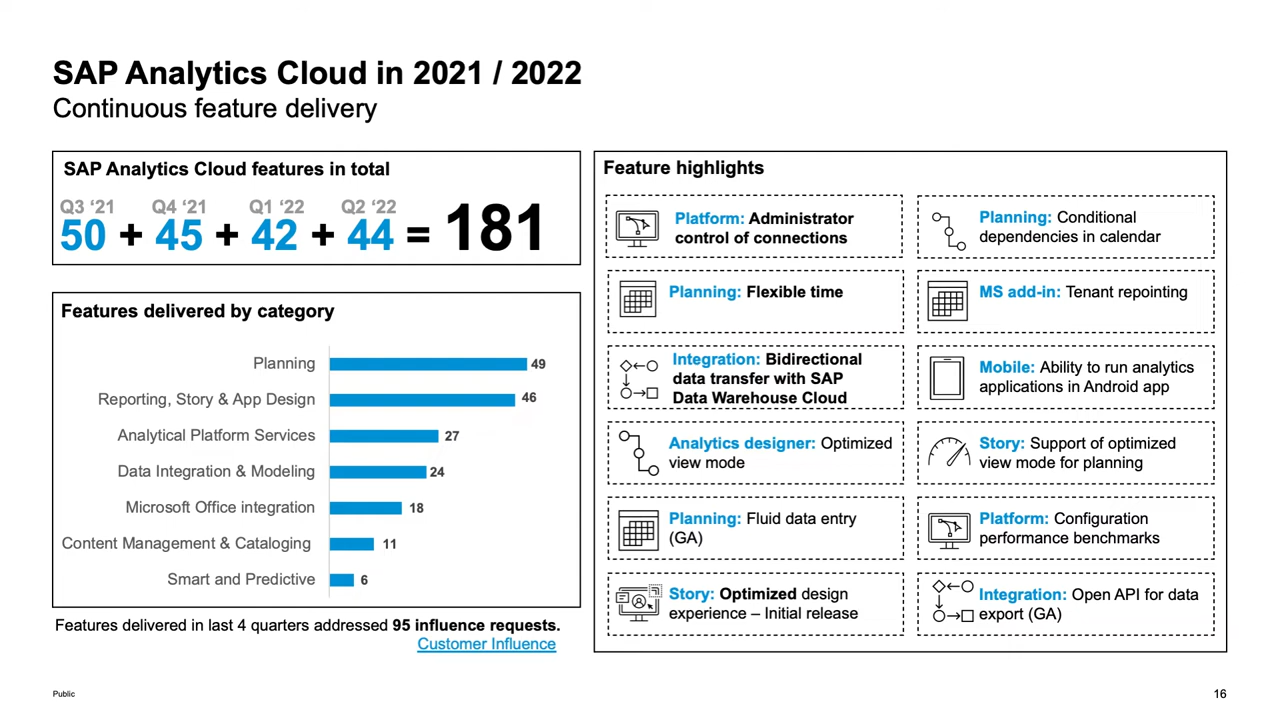 SAP Analytics Cloud in 2021 / 2022
Continuous feature delivery
SAP Analytics Cloud features in total
Q3 ‘21 Q4 ‘21 Q1 ‘22 Q2 ‘22
50 + 45 + 42 + 44 = 181
Features delivered by category
Planning 49
Reporting, Story & App Design 46
Analytical Platform Services 27
Data Integration & Modeling 24
Microsoft Office integration 18
Content Management & Cataloging 11
Smart and Predictive 6
Features delivered in last 4 quarters addressed 95 influence requests.
Customer Influence
Feature highlights
Platform: Administrator
control of connections
Planning: Conditional
dependencies in calendar
Planning: Flexible time
MS add-in: Tenant repointing
Integration: Bidirectional
data transfer with SAP
Data Warehouse Cloud
Mobile: Ability to run analytics
applications in Android app
Analytics designer: Optimized
view mode
Story: Support of optimized
view mode for planning
Planning: Fluid data entry
(GA)
Platform: Configuration
performance benchmarks
Story: Optimized design
experience – Initial release
Integration: Open API for data
export (GA)
Public
16